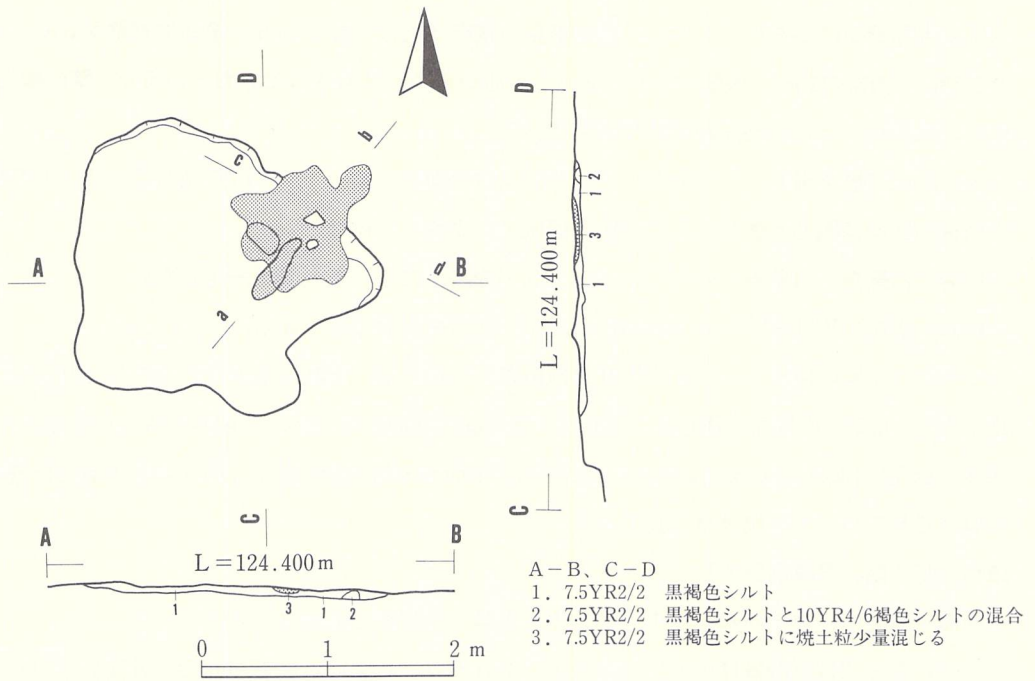 D
b
c
A
d B
a
D
2
1
3
1
L＝124.400m
C
C
A
B
L＝124.400m
1
3
1
2
0 1 2 m
A－B、C－D
1．7.5YR2/2　黒褐色シルト
2．7.5YR2/2　黒褐色シルトと10YR4/6褐色シルトの混合
3．7.5YR2/2　黒褐色シルトに焼土粒少量混じる